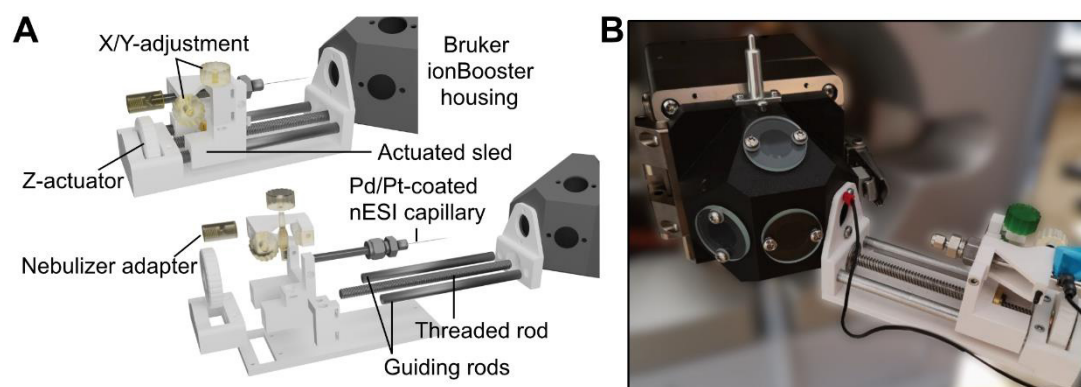 A
X/Y-adjustment
Bruker
ionBooster
housing
Actuated sled
Z-actuator
Pd/Pt-coated
nESI capillary
Nebulizer adapter
Threaded rod
Guiding rods
B